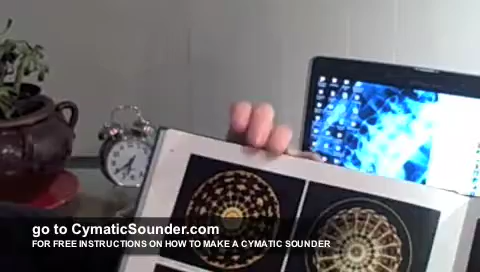 go to CymaticSounder.com
FOR FREE INSTRUCTIONS ON HOW TO MAKE A CYMATIC SOUNDER